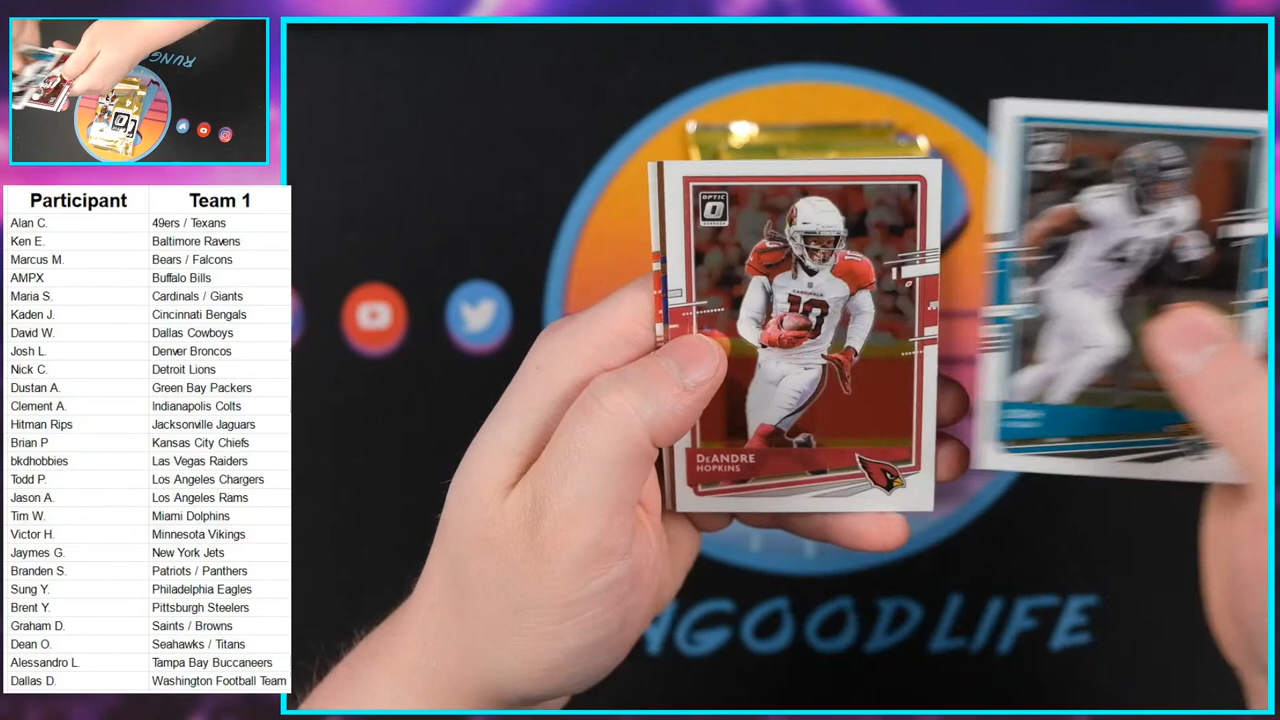 RUNGOOD
Participant Team 1
Alan C. 49ers / Texans
Ken E. Baltimore Ravens
Marcus M. Bears / Falcons
AMPX Buffalo Bills
Maria S. Cardinals / Giants
Kaden J. Cincinnati Bengals
David W. Dallas Cowboys
Josh L. Denver Broncos
Nick C. Detroit Lions
Dustan A. Green Bay Packers
Clement A. Indianapolis Colts
Hitman Rips Jacksonville Jaguars
Brian P Kansas City Chiefs
bkdhobbies Las Vegas Raiders
Todd P. Los Angeles Chargers
Jason A. Los Angeles Rams
Tim W. Miami Dolphins
Victor H. Minnesota Vikings
Jaymes G. New York Jets
Branden S. Patriots / Panthers
Sung Y. Philadelphia Eagles
Brent Y. Pittsburgh Steelers
Graham D. Saints / Browns
Dean O. Seahawks / Titans
Alessandro L. Tampa Bay Buccaneers
Dallas D. Washington Football Team
OPTIC
CARDINALS
10
10
DEANDRE
HOPKINS
NGOODLIFE